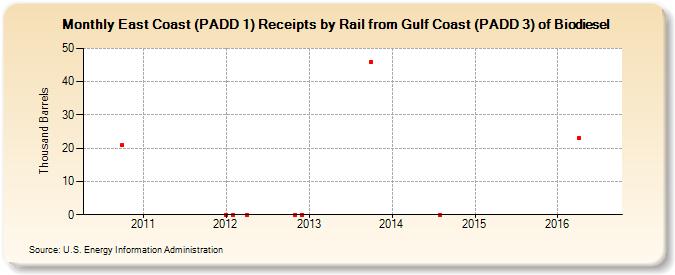 Monthly East Coast (PADD 1) Receipts by Rail from Gulf Coast (PADD 3) of Biodiesel
Thousand Barrels
50
40
30
20
10
0
2011 2012 2013 2014 2015 2016
Source: U.S. Energy Information Administration